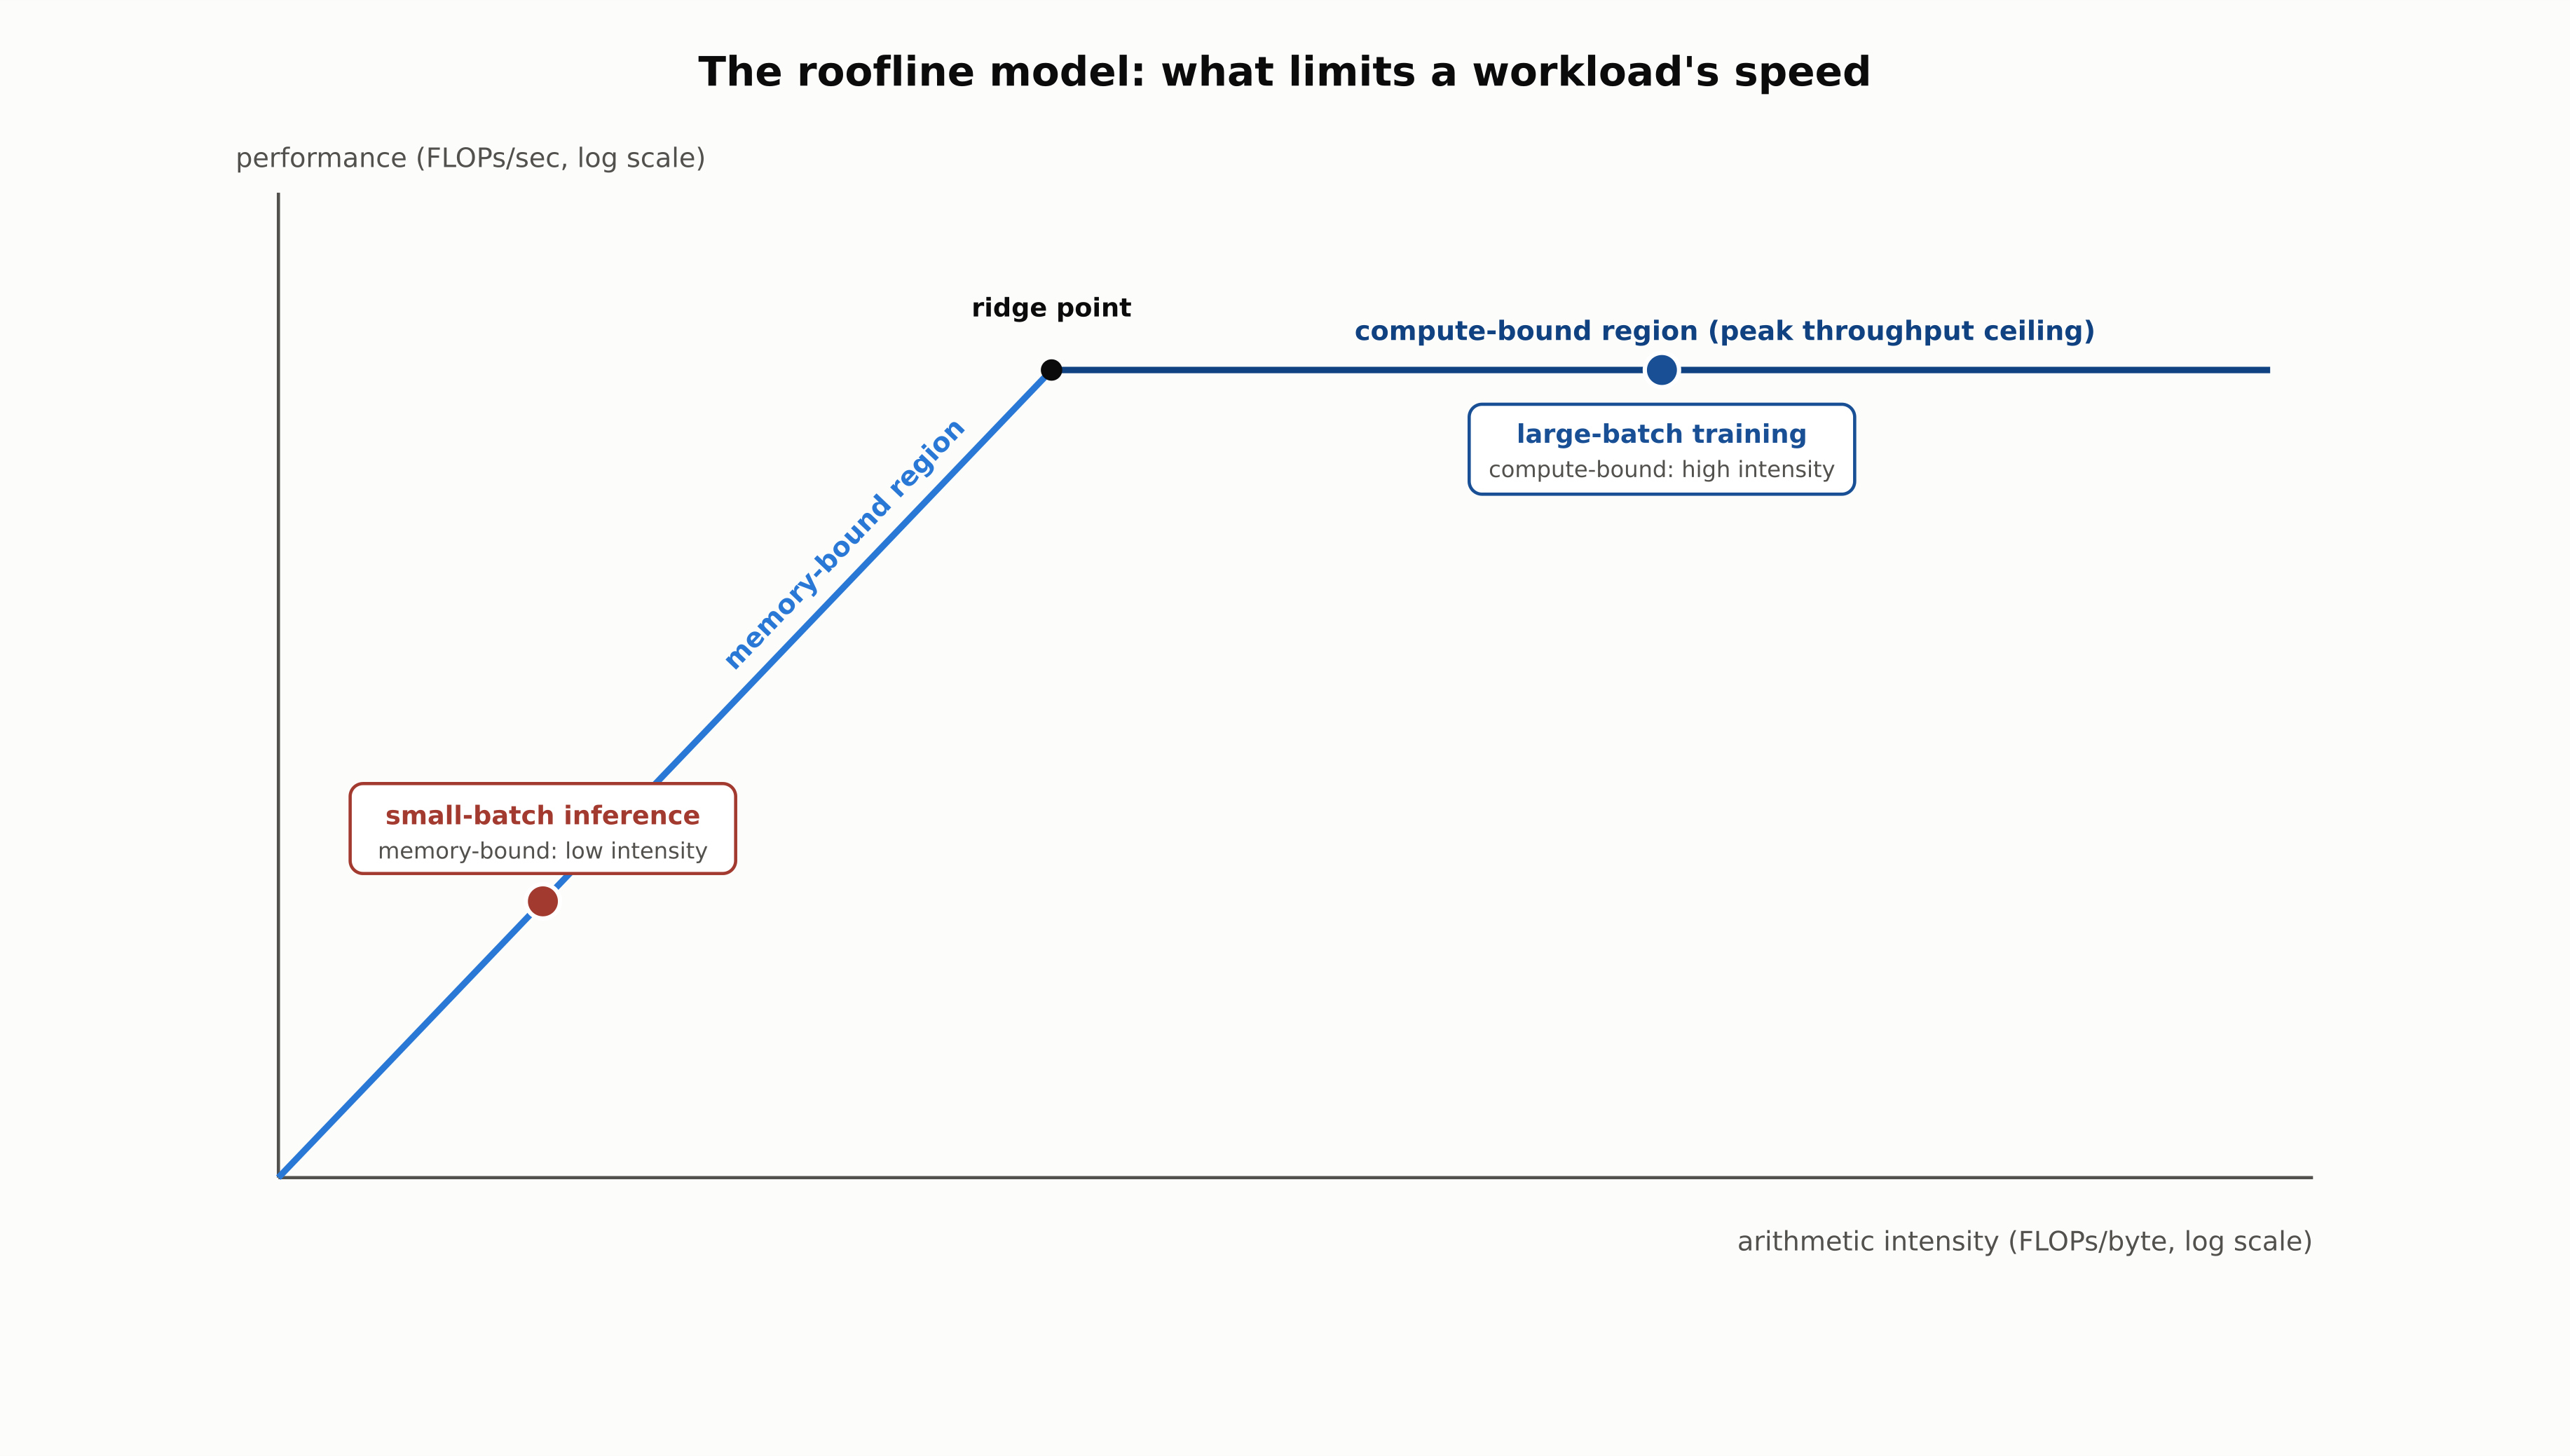 The roofline model: what limits a workload's speed
performance (FLOPs/sec, log scale)
ridge point
compute-bound region (peak throughput ceiling)
large-batch training
compute-bound: high intensity
memory-bound region
small-batch inference
memory-bound: low intensity
arithmetic intensity (FLOPs/byte, log scale)